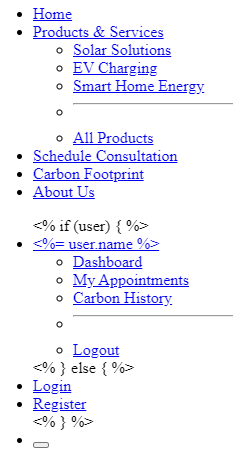 Home
Products & Services
Solar Solutions
EV Charging
Smart Home Energy
All Products
Schedule Consultation
Carbon Footprint
About Us
<% if (user) { %>
<%= user.name %>
Dashboard
My Appointments
Carbon History
Logout
<% } else { %>
Login
Register
<% } %>